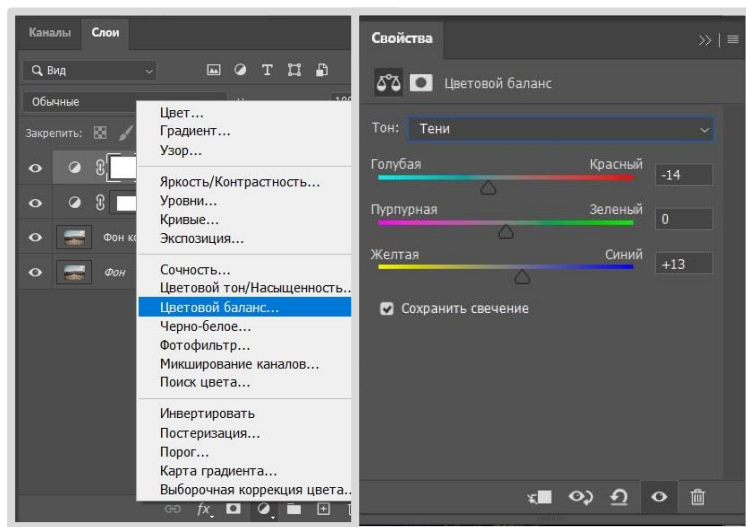 Каналы Слои
Вид
Обычные
Закрепить:
Фон
Фон
Цвет...
Градиент...
Узор...
Яркость/Контрастность...
Уровни...
Кривые...
Экспозиция...
Сочность...
Цветовой тон/Насыщенность..
Цветовой баланс...
Черно-белое...
Фотофильтр...
Микширование каналов...
Поиск цвета...
Инвертировать
Постеризация...
Порог...
Карта градиента...
Выборочная коррекция цвета..
fx
Свойства
Цветовой баланс
Тон: Тени
Голубая Красный -14
Пурпурная Зеленый 0
Желтая Синий +13
Сохранить свечение